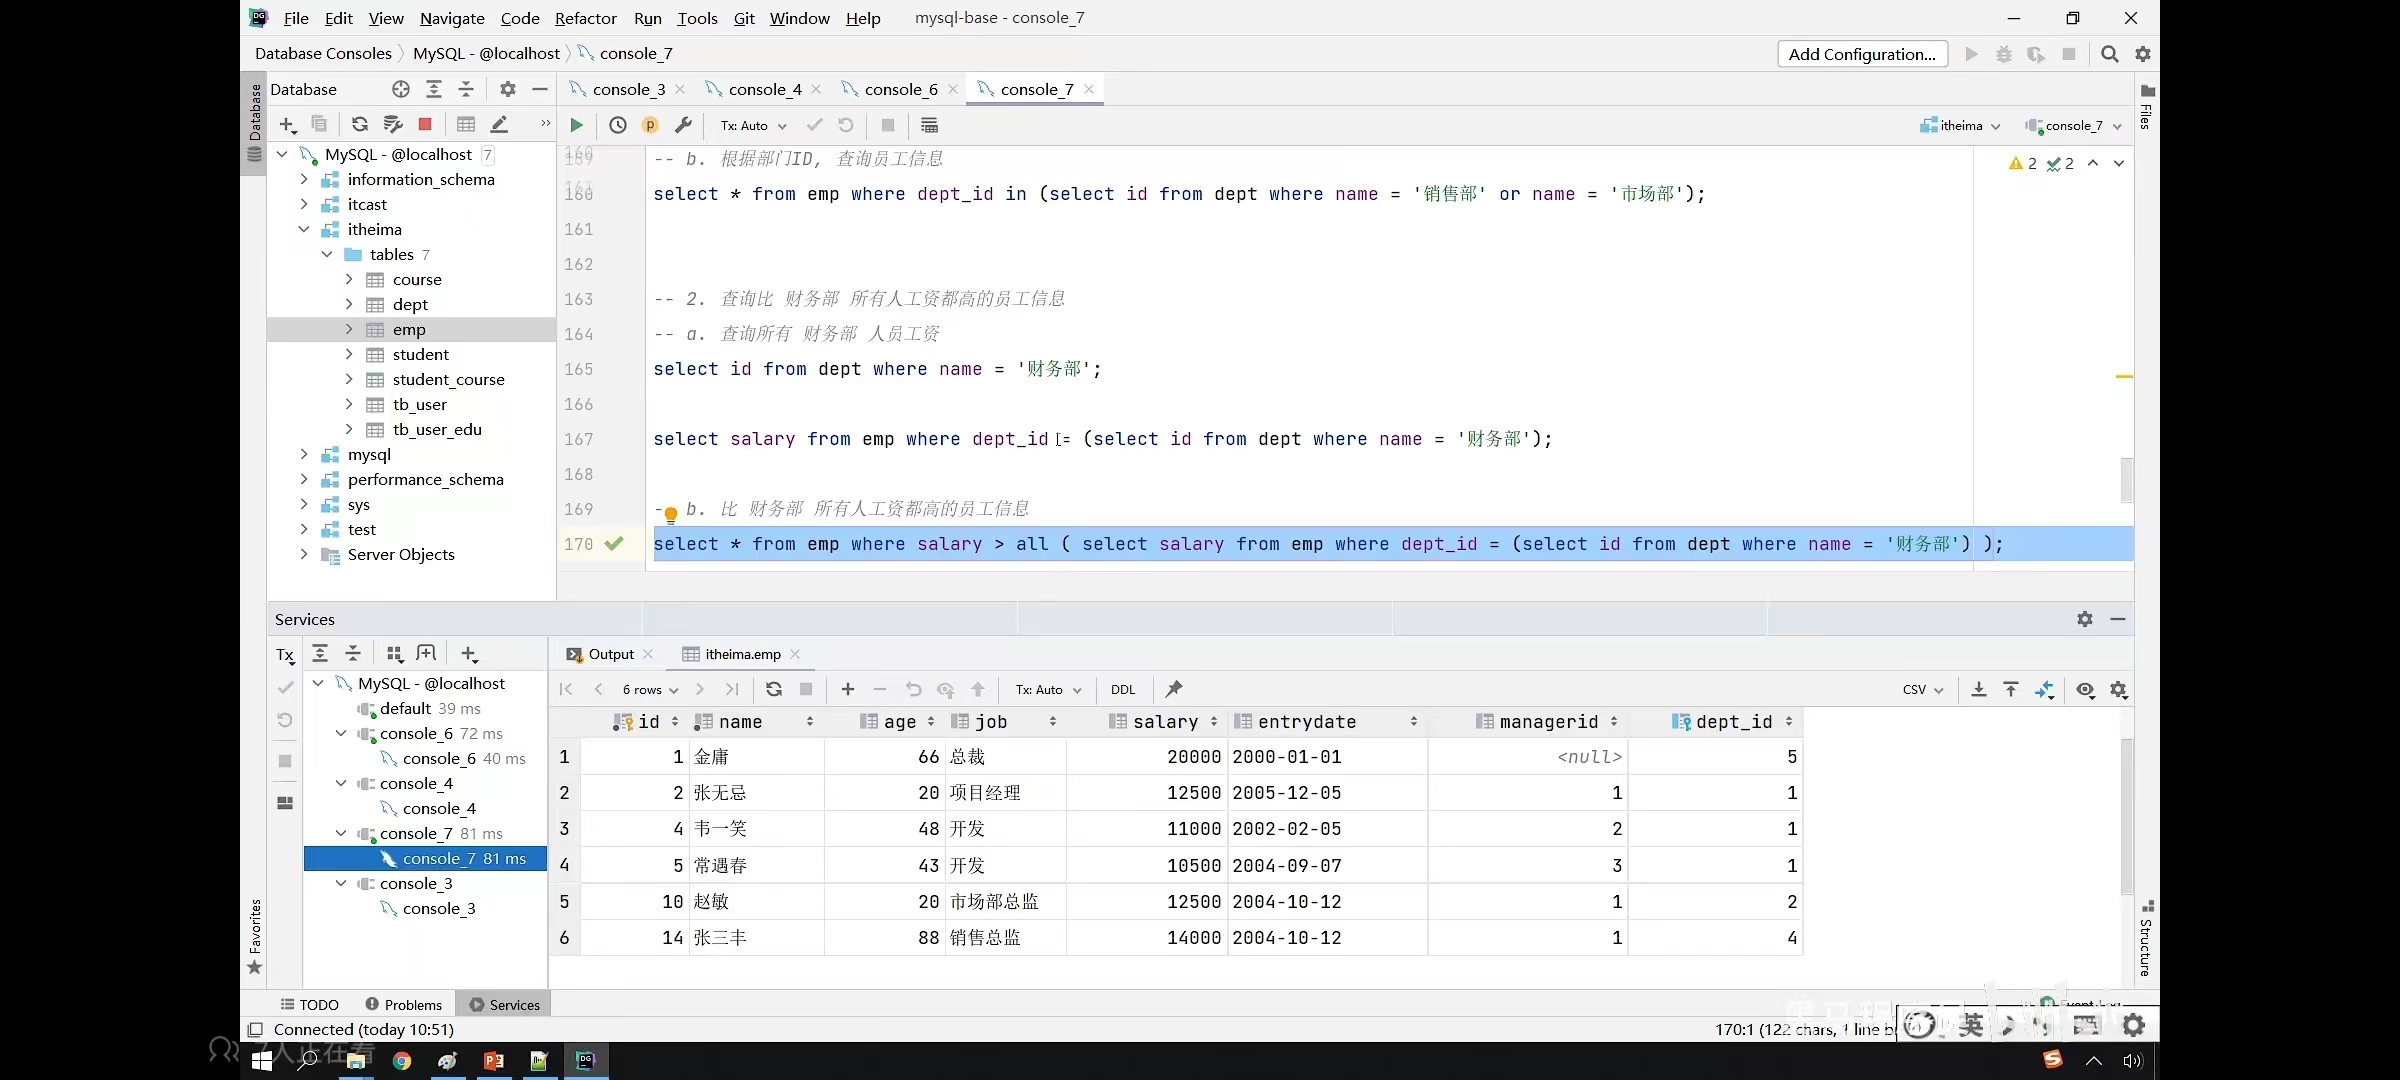 File Edit View Navigate Code Refactor Run Tools Git Window Help mysql-base - console_7
Database Consoles MySQL - @localhost console_7 Add Configuration...
Database
console_3 console_4 console_6 console_7
Tx: Auto itheima console_7
Database
Files
MySQL - @localhost 7
information_schema
itcast
itheima
tables 7
course
dept
emp
student
student_course
tb_user
tb_user_edu
mysql
performance_schema
sys
test
Server Objects
-- b. 根据部门ID, 查询员工信息
2 2
160 select * from emp where dept_id in (select id from dept where name = '销售部' or name = '市场部');
161
162
163 -- 2. 查询比 财务部 所有人工资都高的员工信息
164 -- a. 查询所有 财务部 人员工资
165 select id from dept where name = '财务部';
166
167 select salary from emp where dept_id = (select id from dept where name = '财务部');
168
169 - b. 比 财务部 所有人工资都高的员工信息
170 select * from emp where salary > all ( select salary from emp where dept_id = (select id from dept where name = '财务部') );
Services
Tx
MySQL - @localhost
default 39 ms
console_6 72 ms
console_6 40 ms
console_4
console_4
console_7 81 ms
console_7 81 ms
console_3
console_3
Output itheima.emp
6 rows Tx: Auto DDL CSV
id name age job salary entrydate managerid dept_id
1 1 金庸 66 总裁 20000 2000-01-01 <null> 5
2 2 张无忌 20 项目经理 12500 2005-12-05 1 1
3 4 韦一笑 48 开发 11000 2002-02-05 2 1
4 5 常遇春 43 开发 10500 2004-09-07 3 1
5 10 赵敏 20 市场部总监 12500 2004-10-12 1 2
6 14 张三丰 88 销售总监 14000 2004-10-12 1 4
Favorites
Structure
TODO Problems Services
Connected (today 10:51) 170:1 (122 chars, 1 line b
英
7人正在看